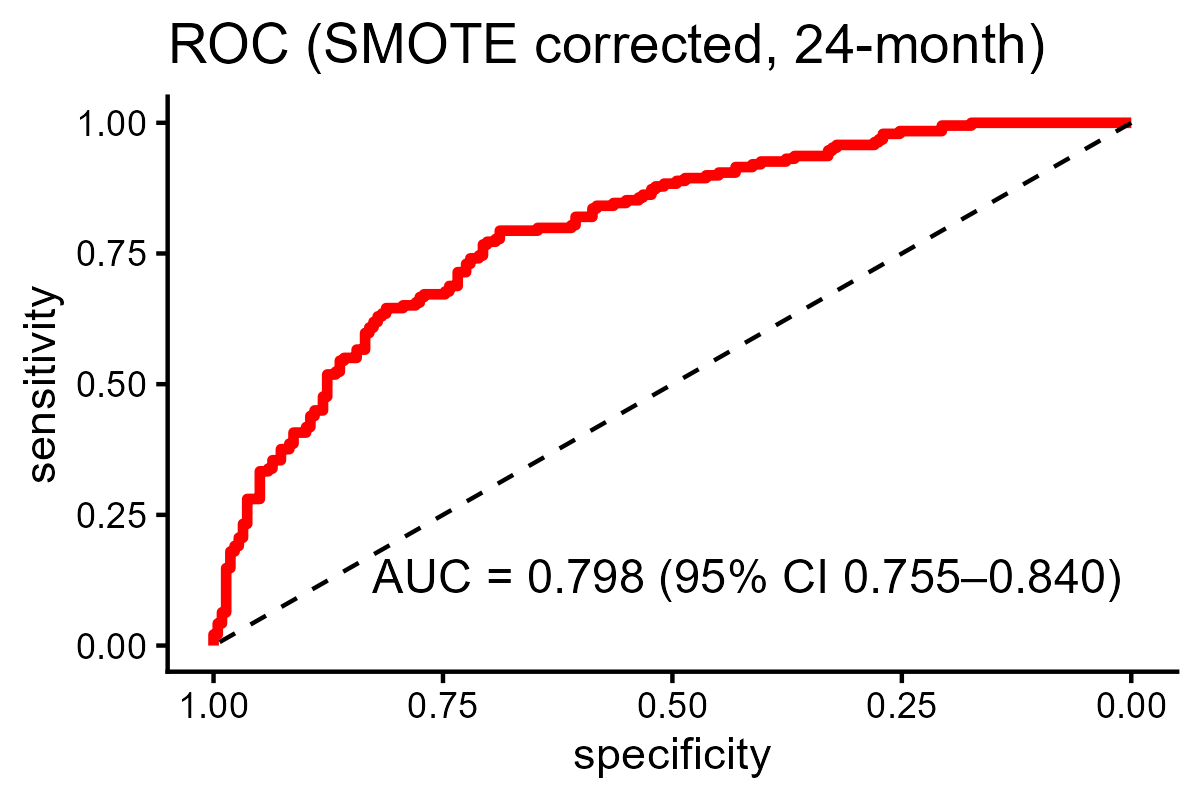 ROC (SMOTE corrected, 24-month)
1.00
0.75
0.50
0.25
0.00
sensitivity
AUC = 0.798 (95% CI 0.755–0.840)
1.00 0.75 0.50 0.25 0.00
specificity